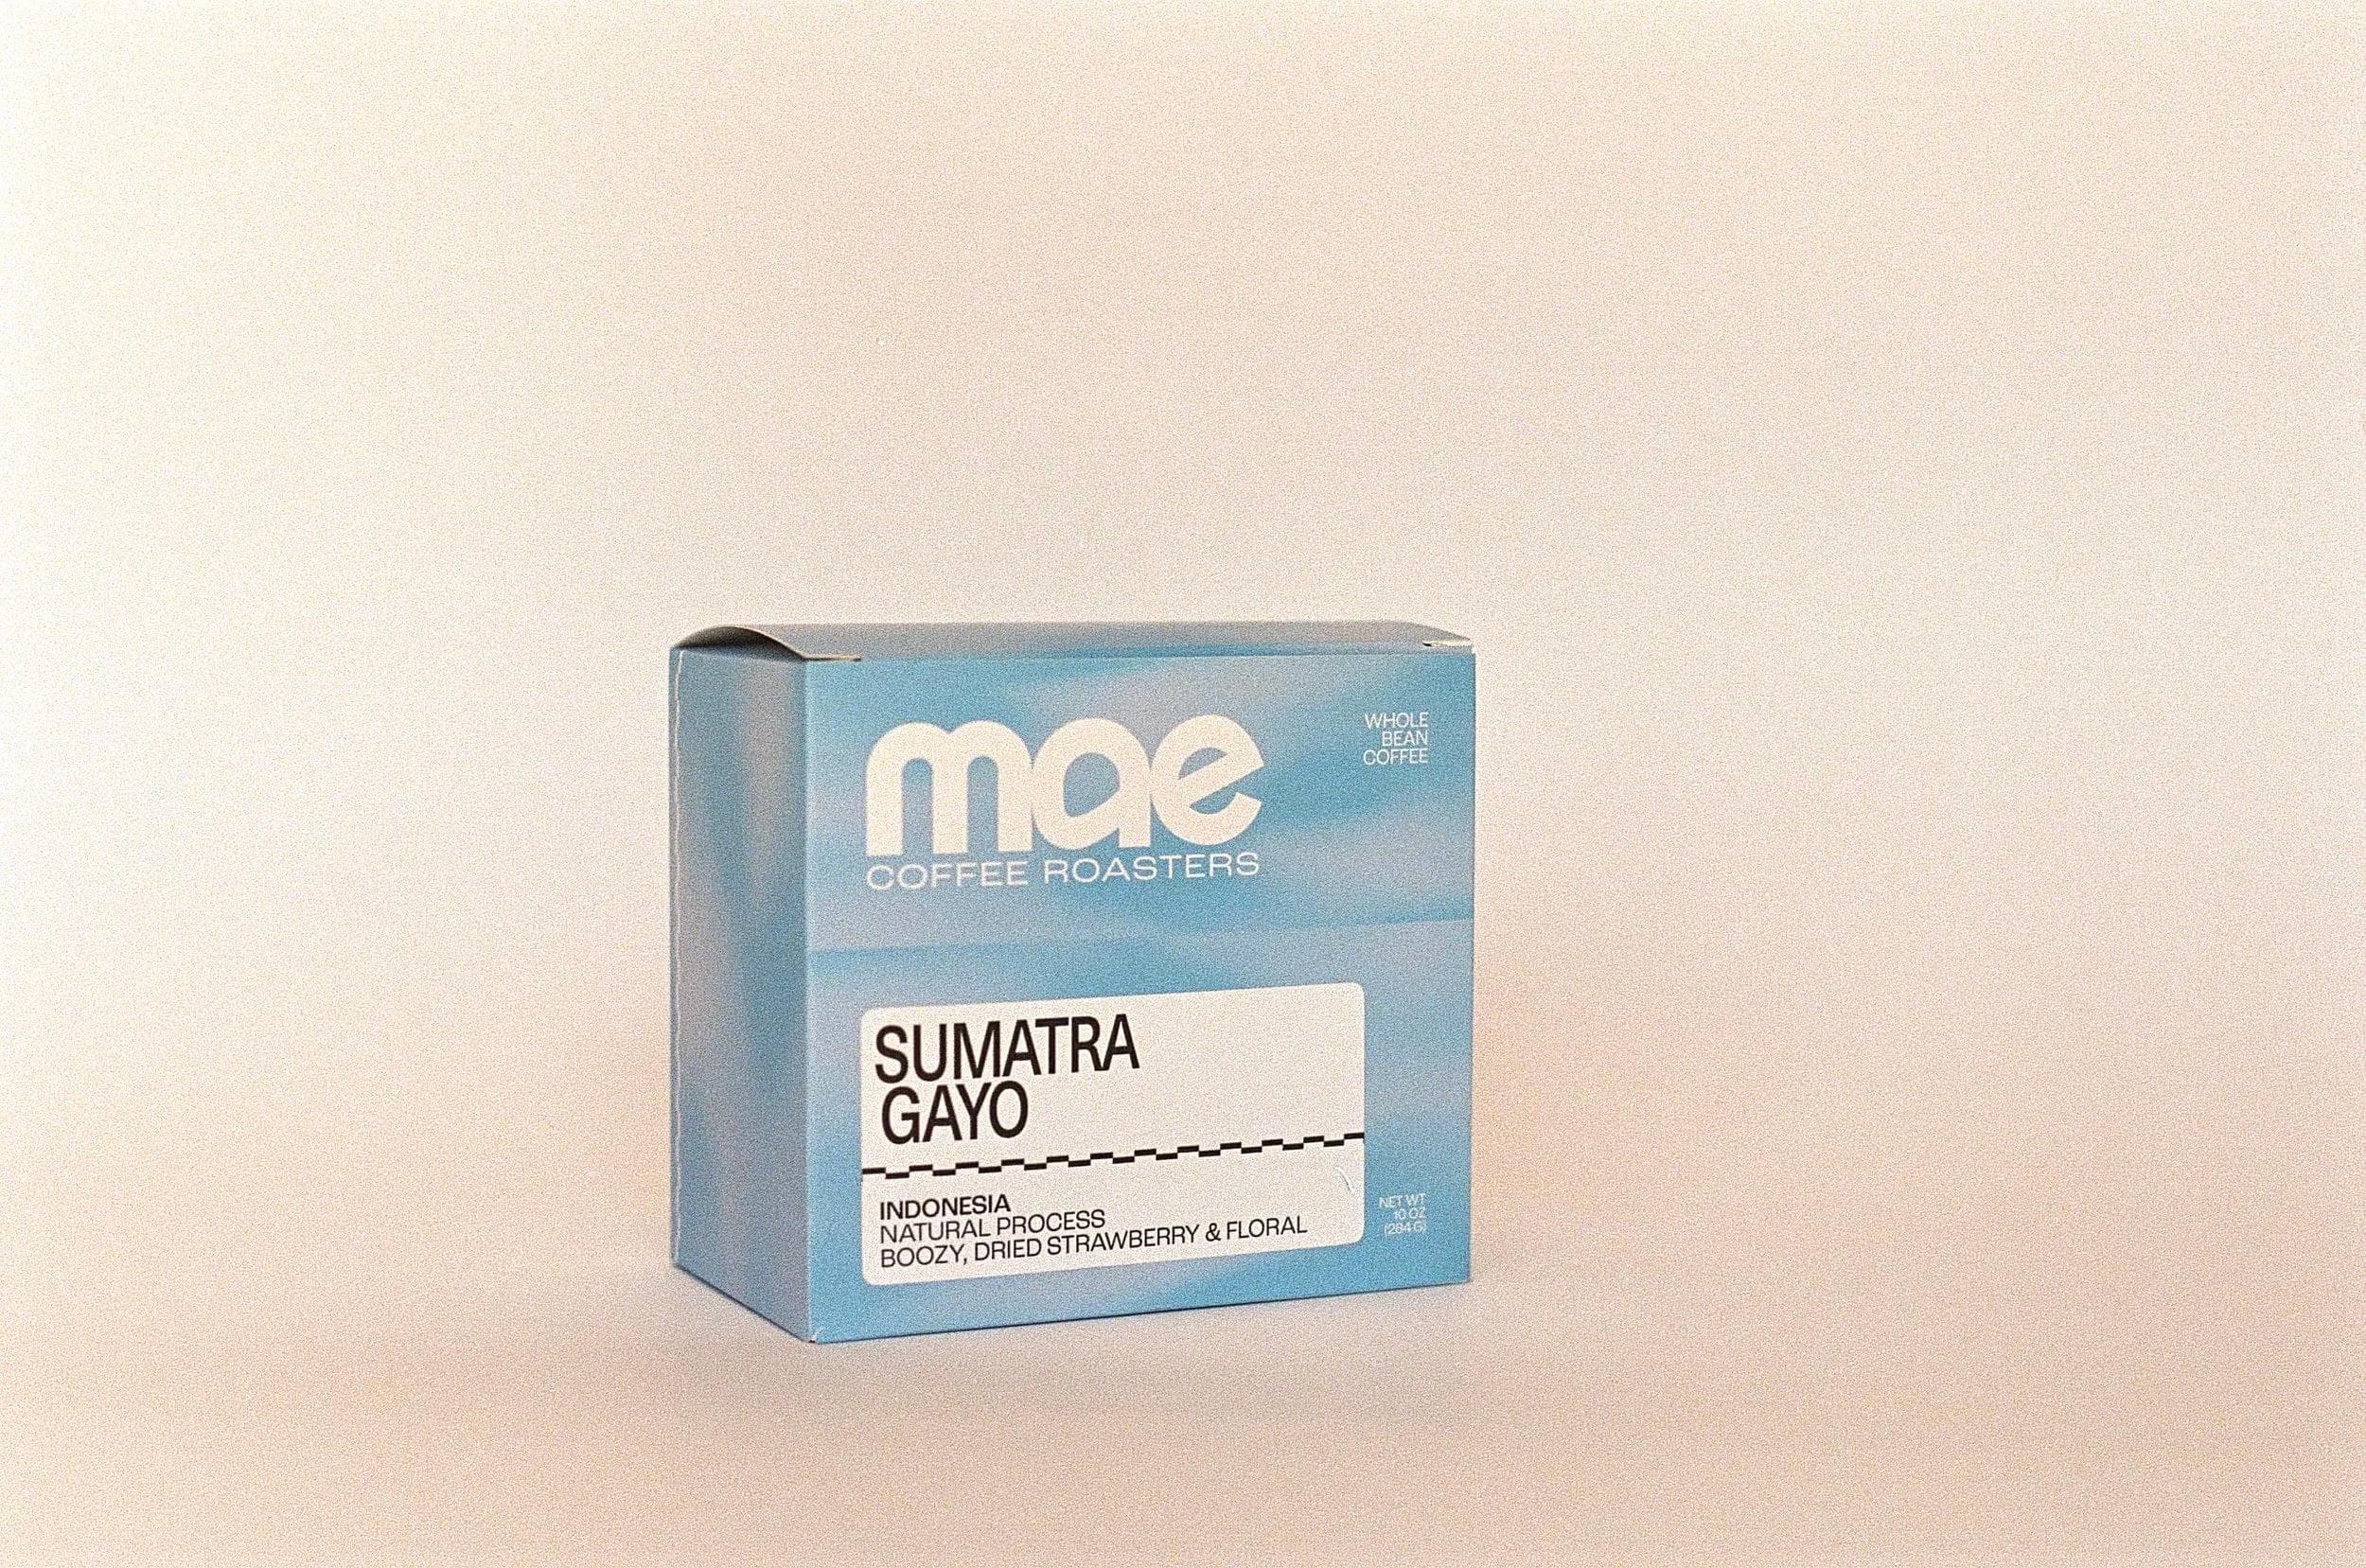 mae
COFFEE ROASTERS
WHOLE
BEAN
COFFEE
SUMATRA
GAYO
INDONESIA
NATURAL PROCESS
BOOZY, DRIED STRAWBERRY & FLORAL
NET WT
10 OZ
(284 G)